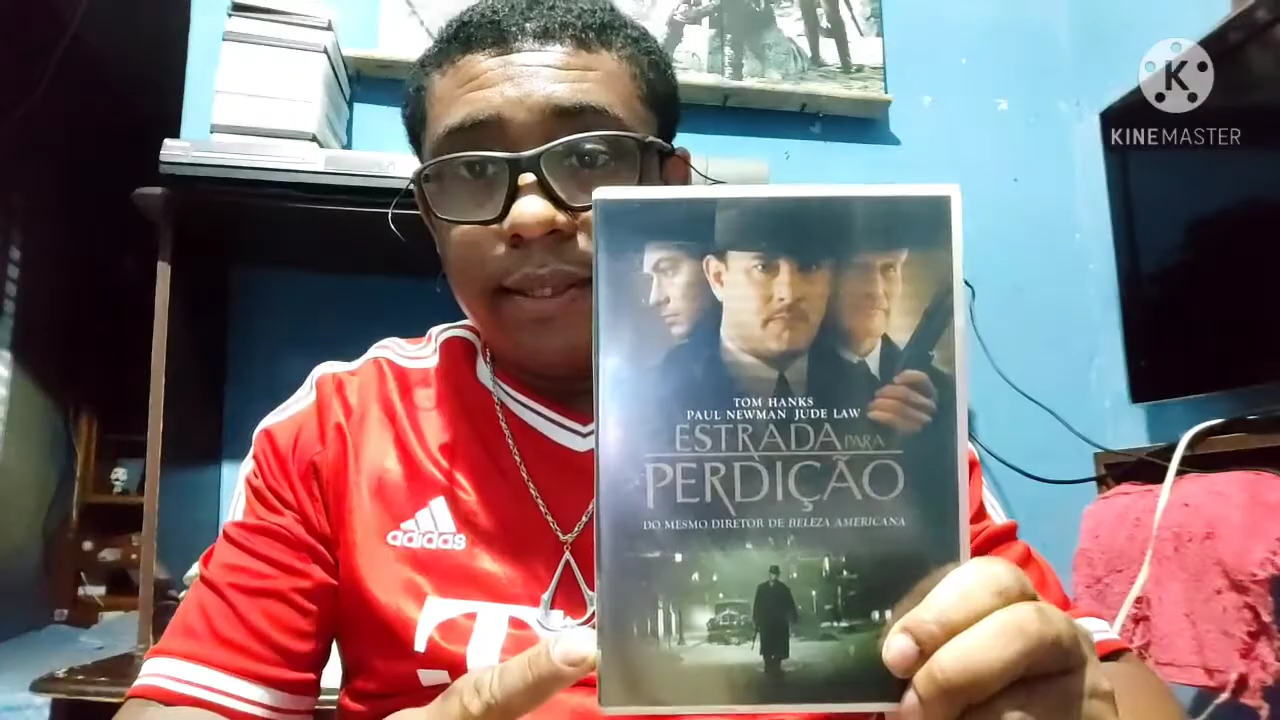 K
KINEMASTER
TOM HANKS
PAUL NEWMAN JUDE LAW
ESTRADA PARA
PERDIÇÃO
DO MESMO DIRETOR DE BELEZA AMERICANA
adidas
T